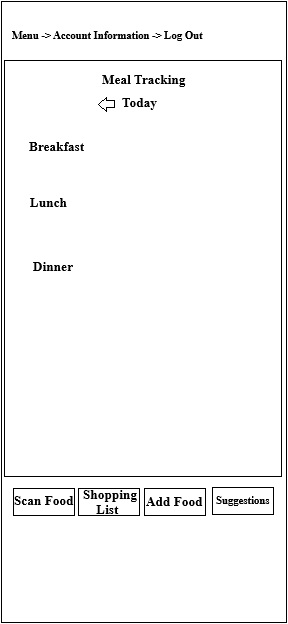 Menu -> Account Information -> Log Out
Meal Tracking
Today
Breakfast
Lunch
Dinner
Scan Food
Shopping
List
Add Food
Suggestions